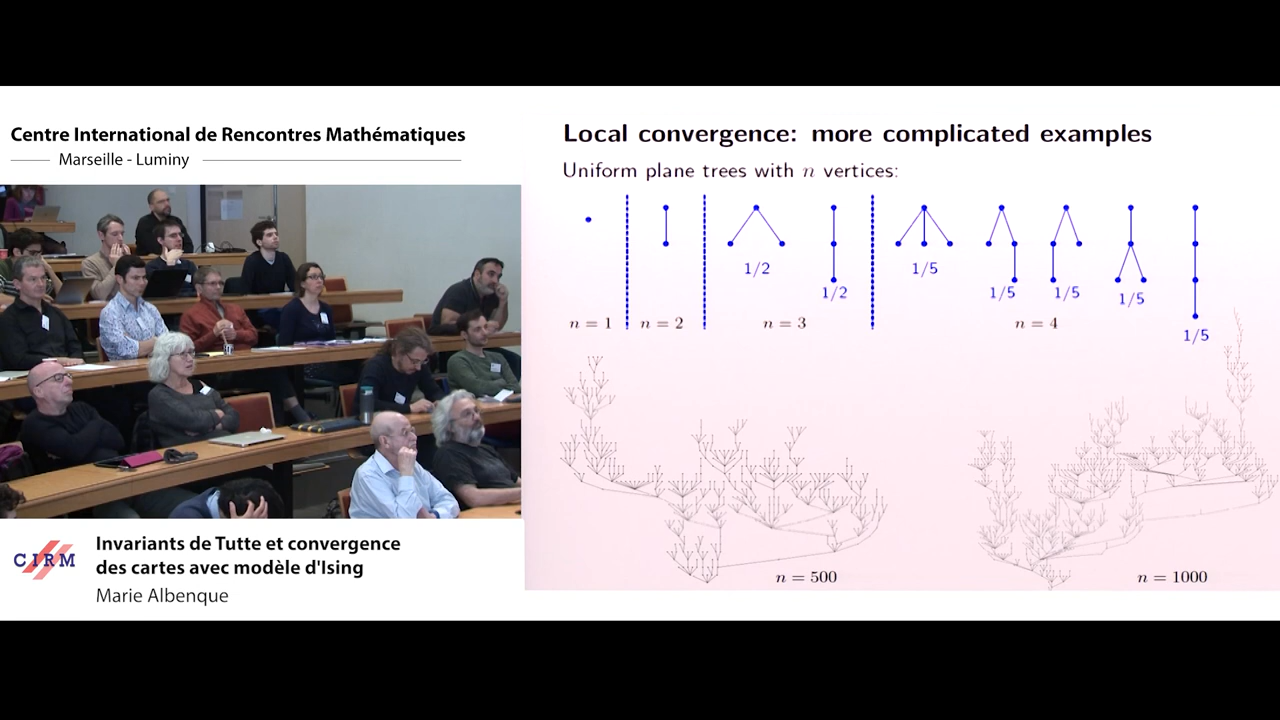 Centre International de Rencontres Mathématiques
Marseille - Luminy
Local convergence: more complicated examples
Uniform plane trees with n vertices:
1/2
1/2
1/5
1/5
1/5
1/5
1/5
n = 1
n = 2
n = 3
n = 4
n = 500
n = 1000
CIRM
Invariants de Tutte et convergence
des cartes avec modèle d'Ising
Marie Albenque